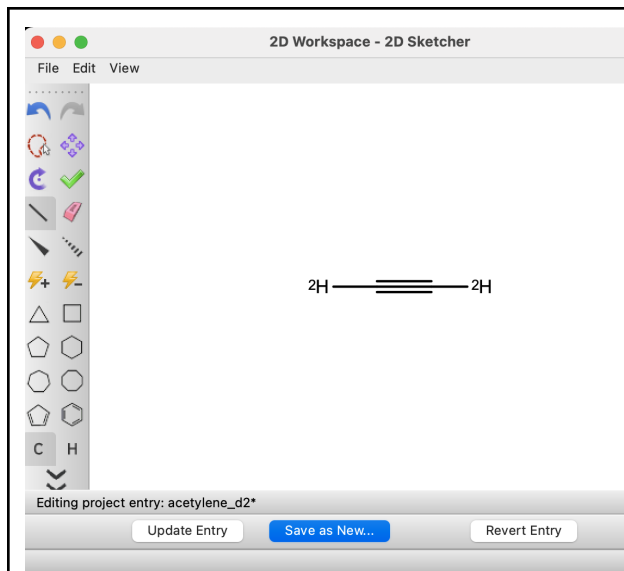 2D Workspace - 2D Sketcher
File Edit View
²H ²H
C H
Editing project entry: acetylene_d2*
Update Entry Save as New... Revert Entry